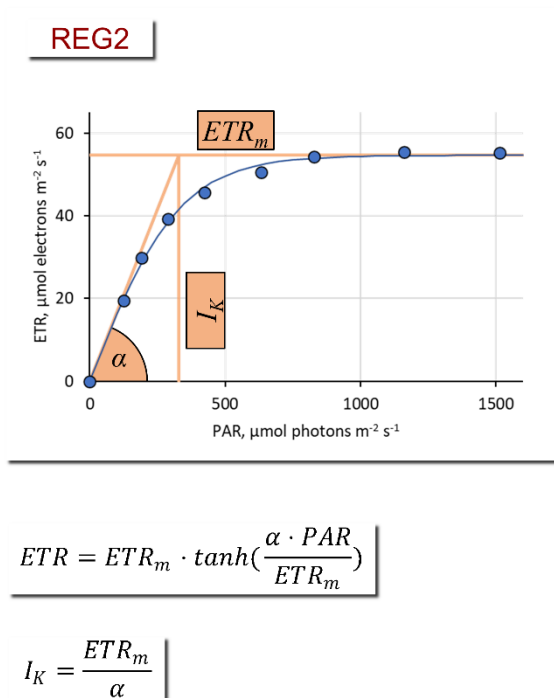 REG2
ETR_m
60
40
20
0
ETR, µmol electrons m⁻² s⁻¹
I_K
α
0 500 1000 1500
PAR, µmol photons m⁻² s⁻¹
ETR = ETR_m · tanh(α · PAR / ETR_m)
I_K = ETR_m / α